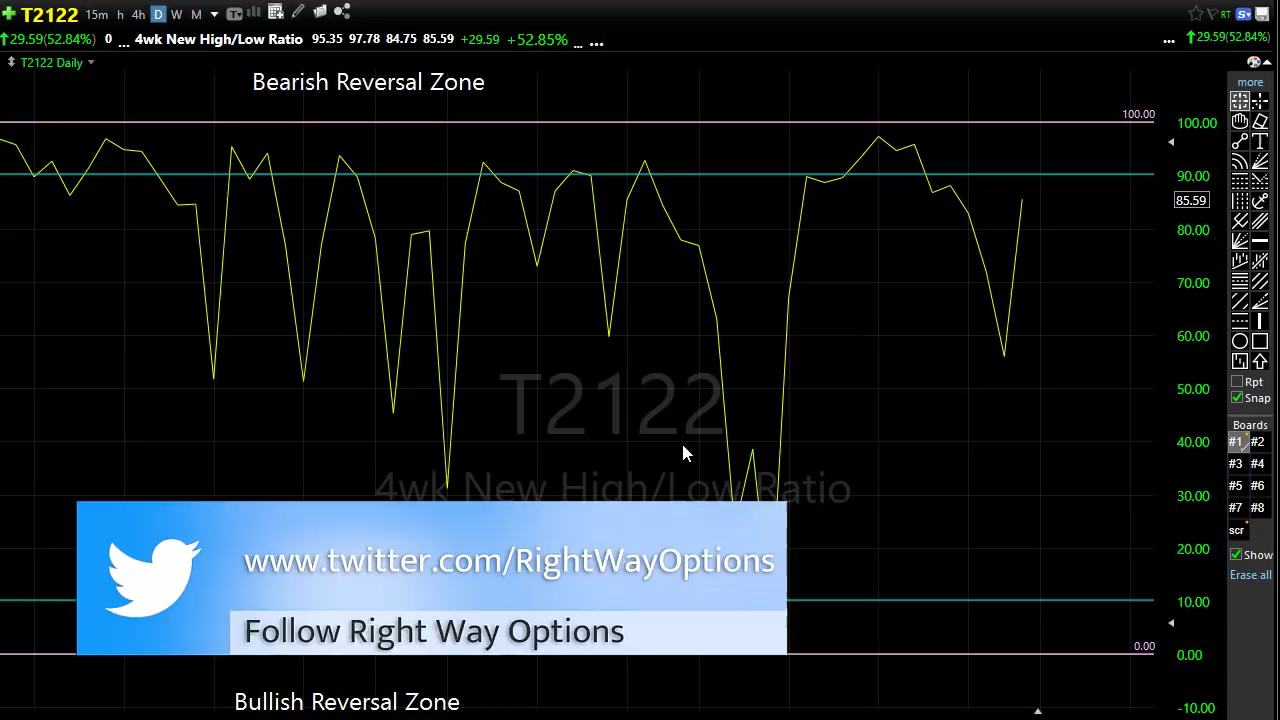 T2122 15m h 4h D W M T RT S
29.59(52.84%) 0 ... 4wk New High/Low Ratio 95.35 97.78 84.75 85.59 +29.59 +52.85% ... ... ... 29.59(52.84%)
T2122 Daily
more
Bearish Reversal Zone
100.00
100.00
90.00
85.59
80.00
70.00
60.00
50.00
40.00
30.00
20.00
10.00
0.00
0.00
-10.00
T
Rpt
Snap
Boards
#1 #2
#3 #4
#5 #6
#7 #8
scr
Show
Erase all
T2122
4wk New High/Low Ratio
www.twitter.com/RightWayOptions
Follow Right Way Options
Bullish Reversal Zone